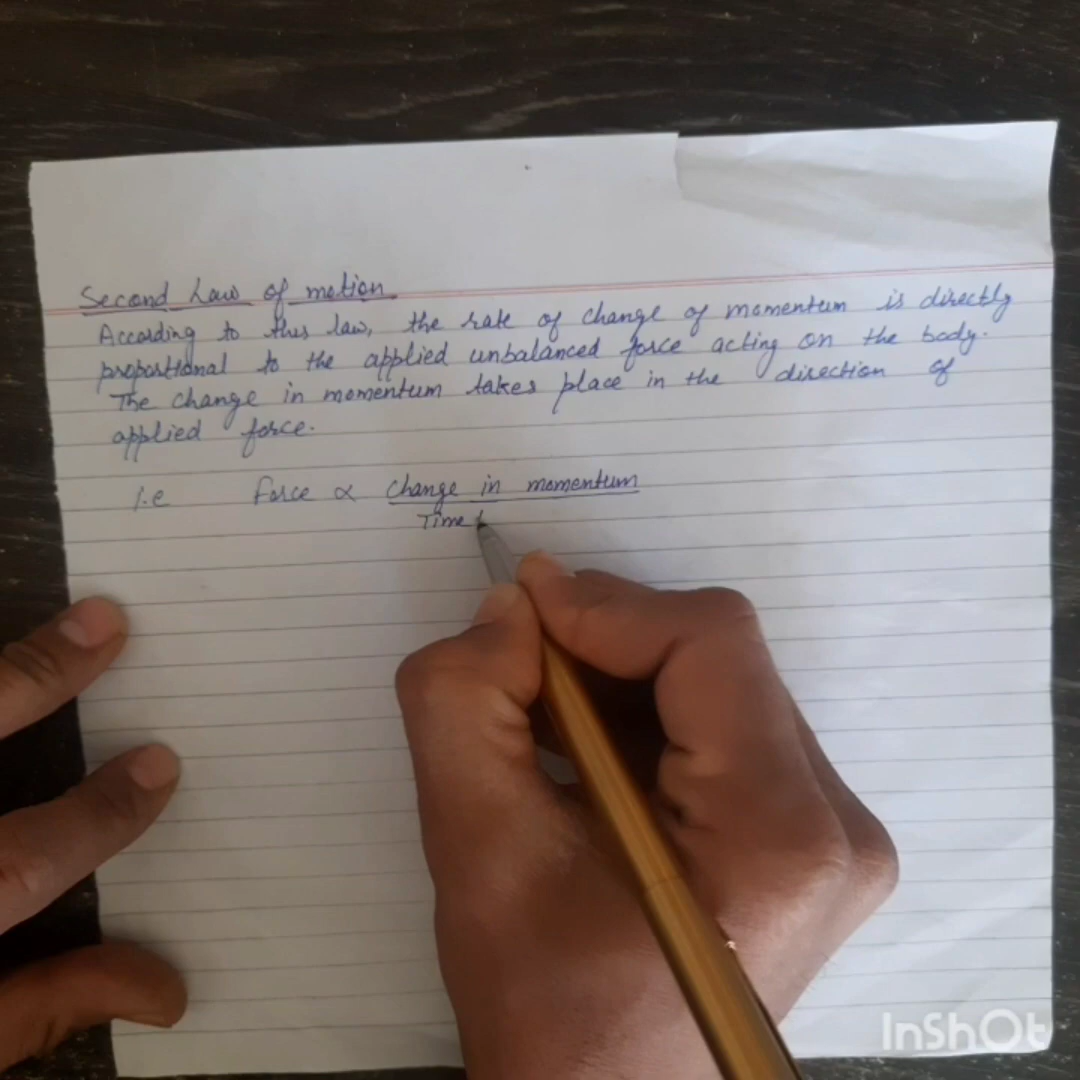 Second Law of motion
According to this law, the rate of change of momentum is directly
proportional to the applied unbalanced force acting on the body.
The change in momentum takes place in the direction of
applied force.
i.e Force ∝ change in momentum
Time t
InShOt